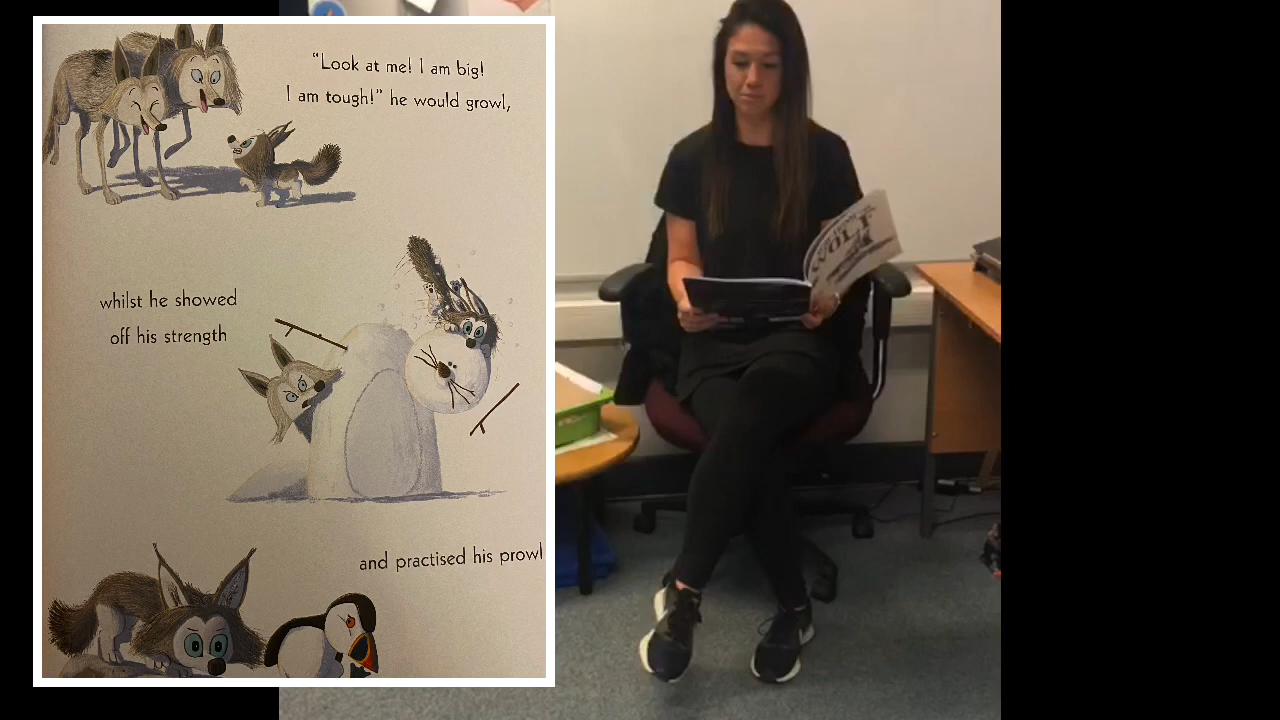 “Look at me! I am big!
I am tough!” he would growl,
whilst he showed
off his strength
and practised his prowl
WOLF